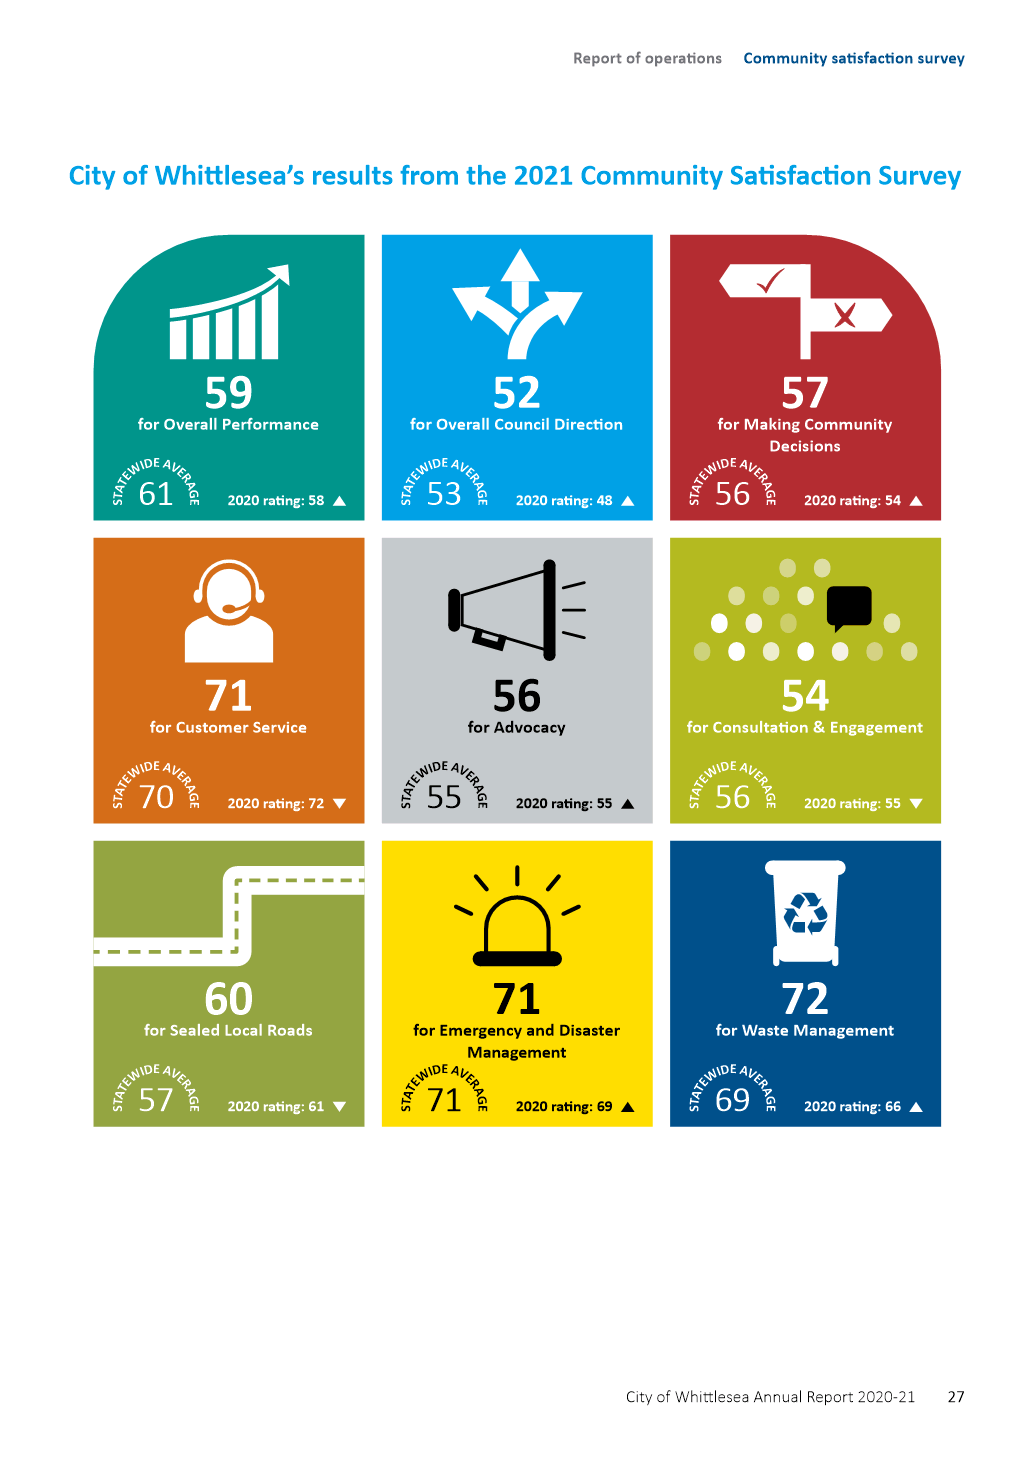 Report of operations Community satisfaction survey
City of Whittlesea's results from the 2021 Community Satisfaction Survey
59
for Overall Performance
STATEWIDE AVERAGE
61
2020 rating: 58 ▲
52
for Overall Council Direction
STATEWIDE AVERAGE
53
2020 rating: 48 ▲
57
for Making Community
Decisions
STATEWIDE AVERAGE
56
2020 rating: 54 ▲
71
for Customer Service
STATEWIDE AVERAGE
70
2020 rating: 72 ▼
56
for Advocacy
STATEWIDE AVERAGE
55
2020 rating: 55 ▲
54
for Consultation & Engagement
STATEWIDE AVERAGE
56
2020 rating: 55 ▼
60
for Sealed Local Roads
STATEWIDE AVERAGE
57
2020 rating: 61 ▼
71
for Emergency and Disaster
Management
STATEWIDE AVERAGE
71
2020 rating: 69 ▲
72
for Waste Management
STATEWIDE AVERAGE
69
2020 rating: 66 ▲
City of Whittlesea Annual Report 2020-21 27